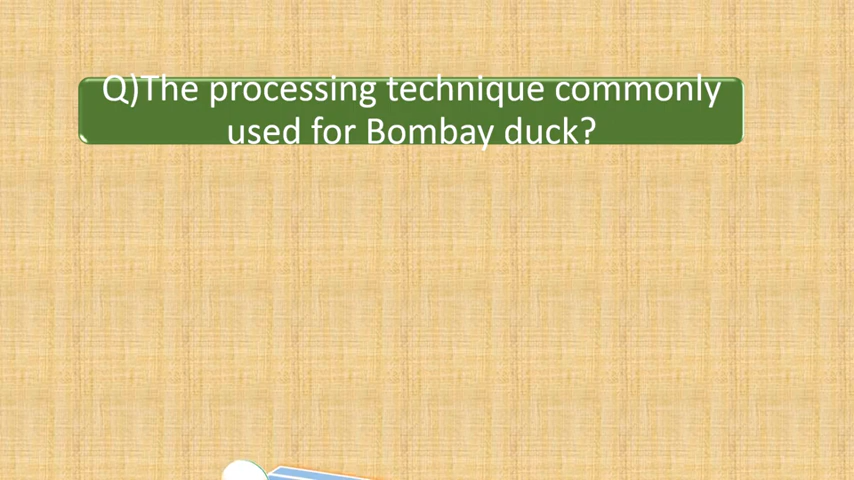 Q)The processing technique commonly
used for Bombay duck?